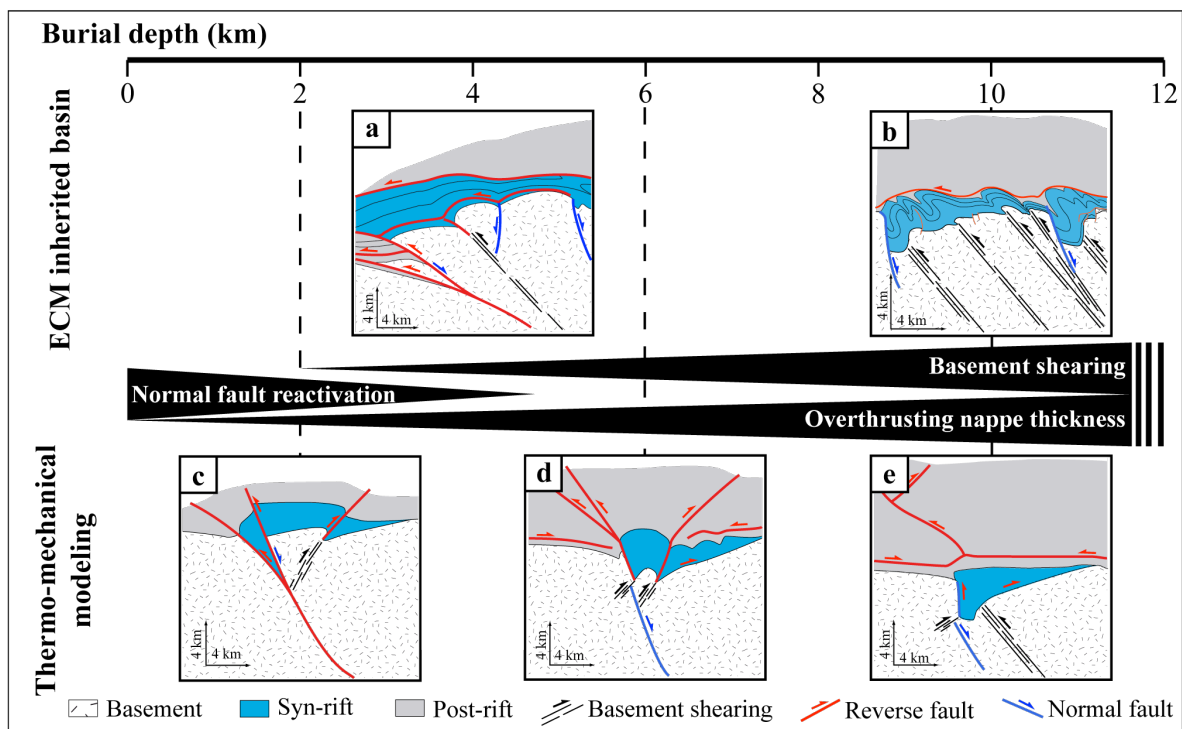 Burial depth (km)
0 2 4 6 8 10 12
ECM inherited basin
a
4 km
4 km
b
4 km
4 km
Basement shearing
Normal fault reactivation
Overthrusting nappe thickness
Thermo-mechanical
modeling
c
4 km
4 km
d
4 km
4 km
e
4 km
4 km
Basement Syn-rift Post-rift Basement shearing Reverse fault Normal fault